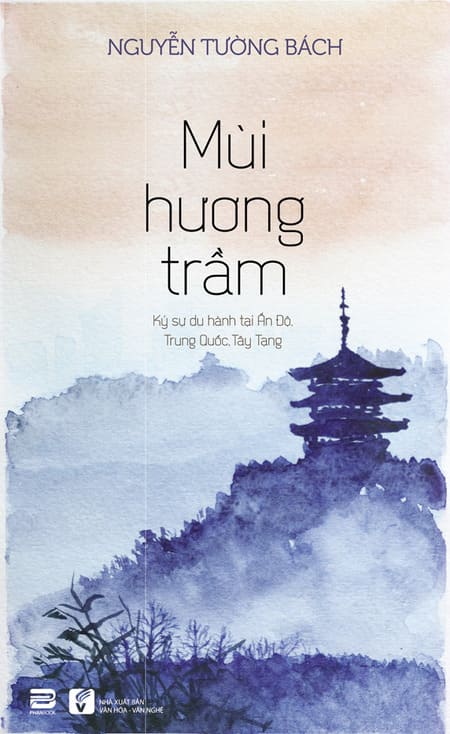 NGUYỄN TƯỜNG BÁCH
Mùi
hương
trầm
Ký sự du hành tại Ấn Độ,
Trung Quốc, Tây Tạng
PHANBOOK
NHÀ XUẤT BẢN
VĂN HÓA - VĂN NGHỆ